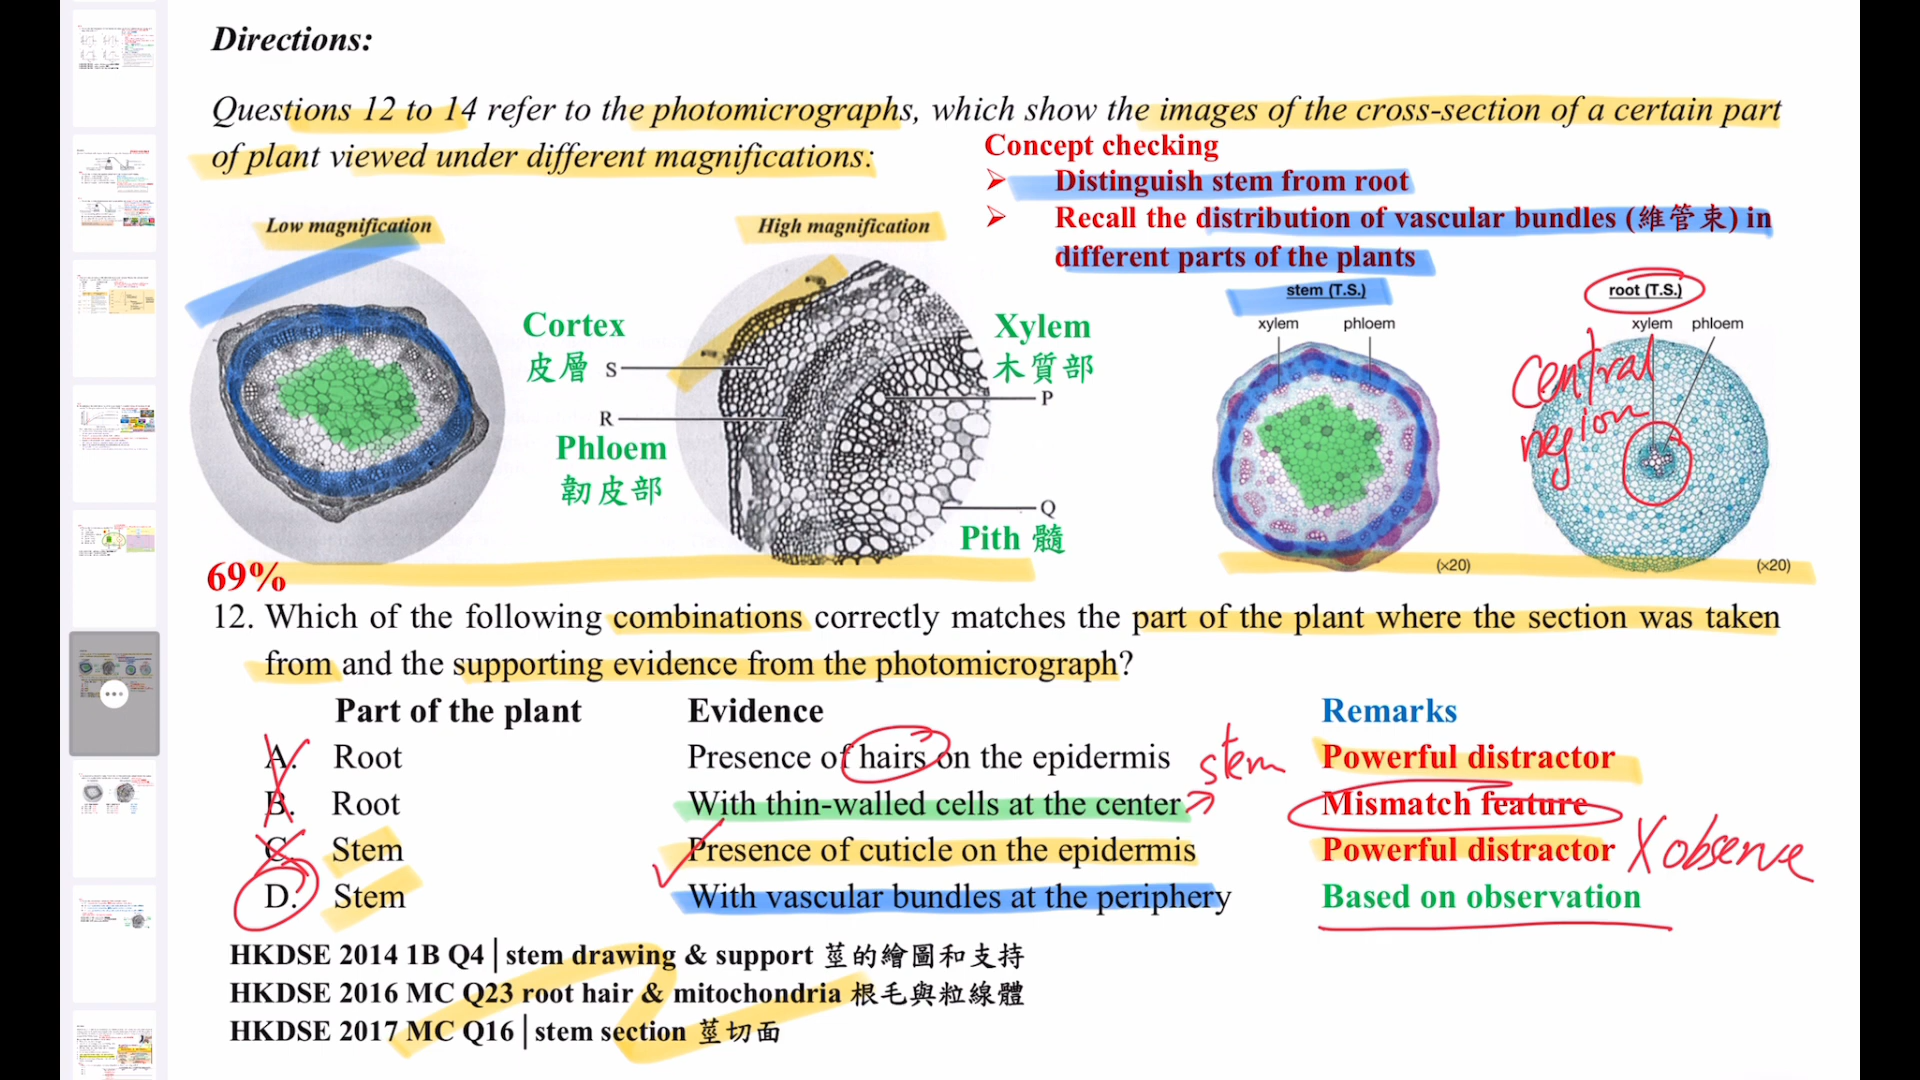 Directions:
Questions 12 to 14 refer to the photomicrographs, which show the images of the cross-section of a certain part
of plant viewed under different magnifications:
Concept checking
➢ Distinguish stem from root
➢ Recall the distribution of vascular bundles (維管束) in
different parts of the plants
Low magnification
High magnification
Cortex
皮層
S
R
Phloem
韌皮部
Xylem
木質部
P
Q
Pith 髓
stem (T.S.)
xylem phloem
(×20)
root (T.S.)
xylem phloem
central
region
(×20)
69%
12. Which of the following combinations correctly matches the part of the plant where the section was taken
from and the supporting evidence from the photomicrograph?
Part of the plant Evidence Remarks
A. Root Presence of hairs on the epidermis Powerful distractor
stem
B. Root With thin-walled cells at the center Mismatch feature
C. Stem Presence of cuticle on the epidermis Powerful distractor X observe
D. Stem With vascular bundles at the periphery Based on observation
HKDSE 2014 1B Q4│stem drawing & support 莖的繪圖和支持
HKDSE 2016 MC Q23 root hair & mitochondria 根毛與粒線體
HKDSE 2017 MC Q16│stem section 莖切面